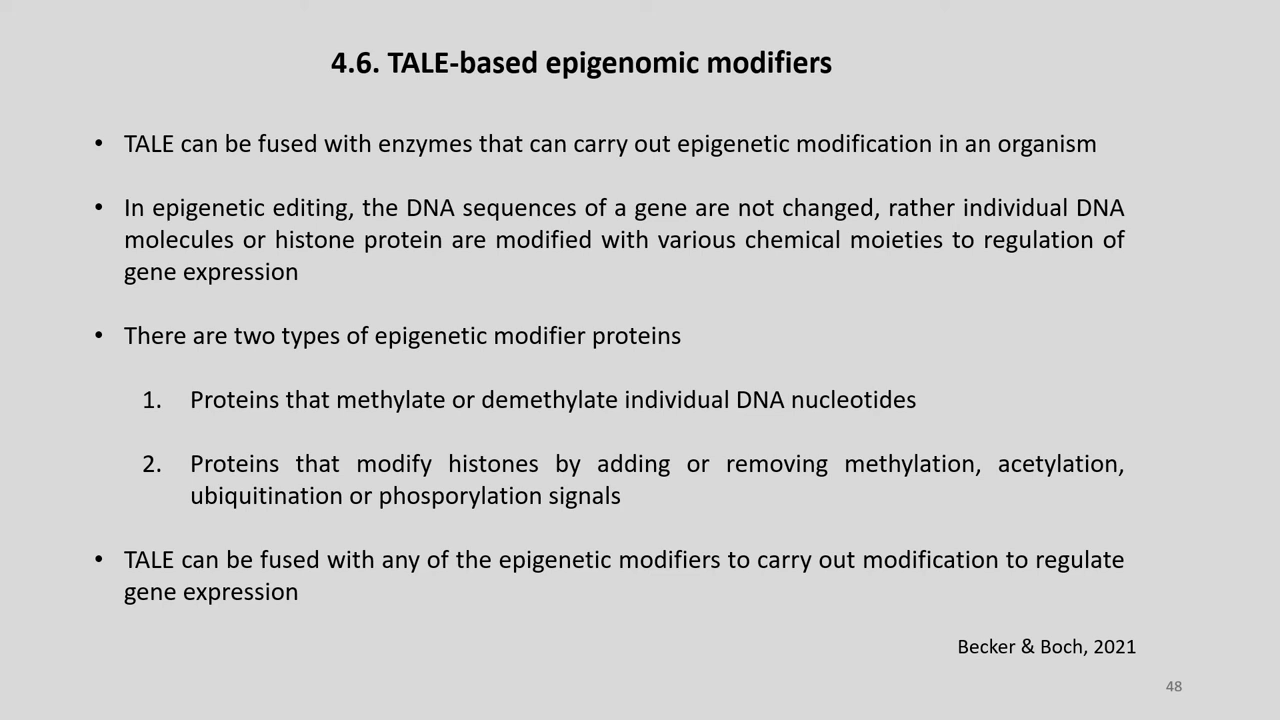 4.6. TALE-based epigenomic modifiers
• TALE can be fused with enzymes that can carry out epigenetic modification in an organism
• In epigenetic editing, the DNA sequences of a gene are not changed, rather individual DNA
molecules or histone protein are modified with various chemical moieties to regulation of
gene expression
• There are two types of epigenetic modifier proteins
1. Proteins that methylate or demethylate individual DNA nucleotides
2. Proteins that modify histones by adding or removing methylation, acetylation,
ubiquitination or phosporylation signals
• TALE can be fused with any of the epigenetic modifiers to carry out modification to regulate
gene expression
Becker & Boch, 2021
48